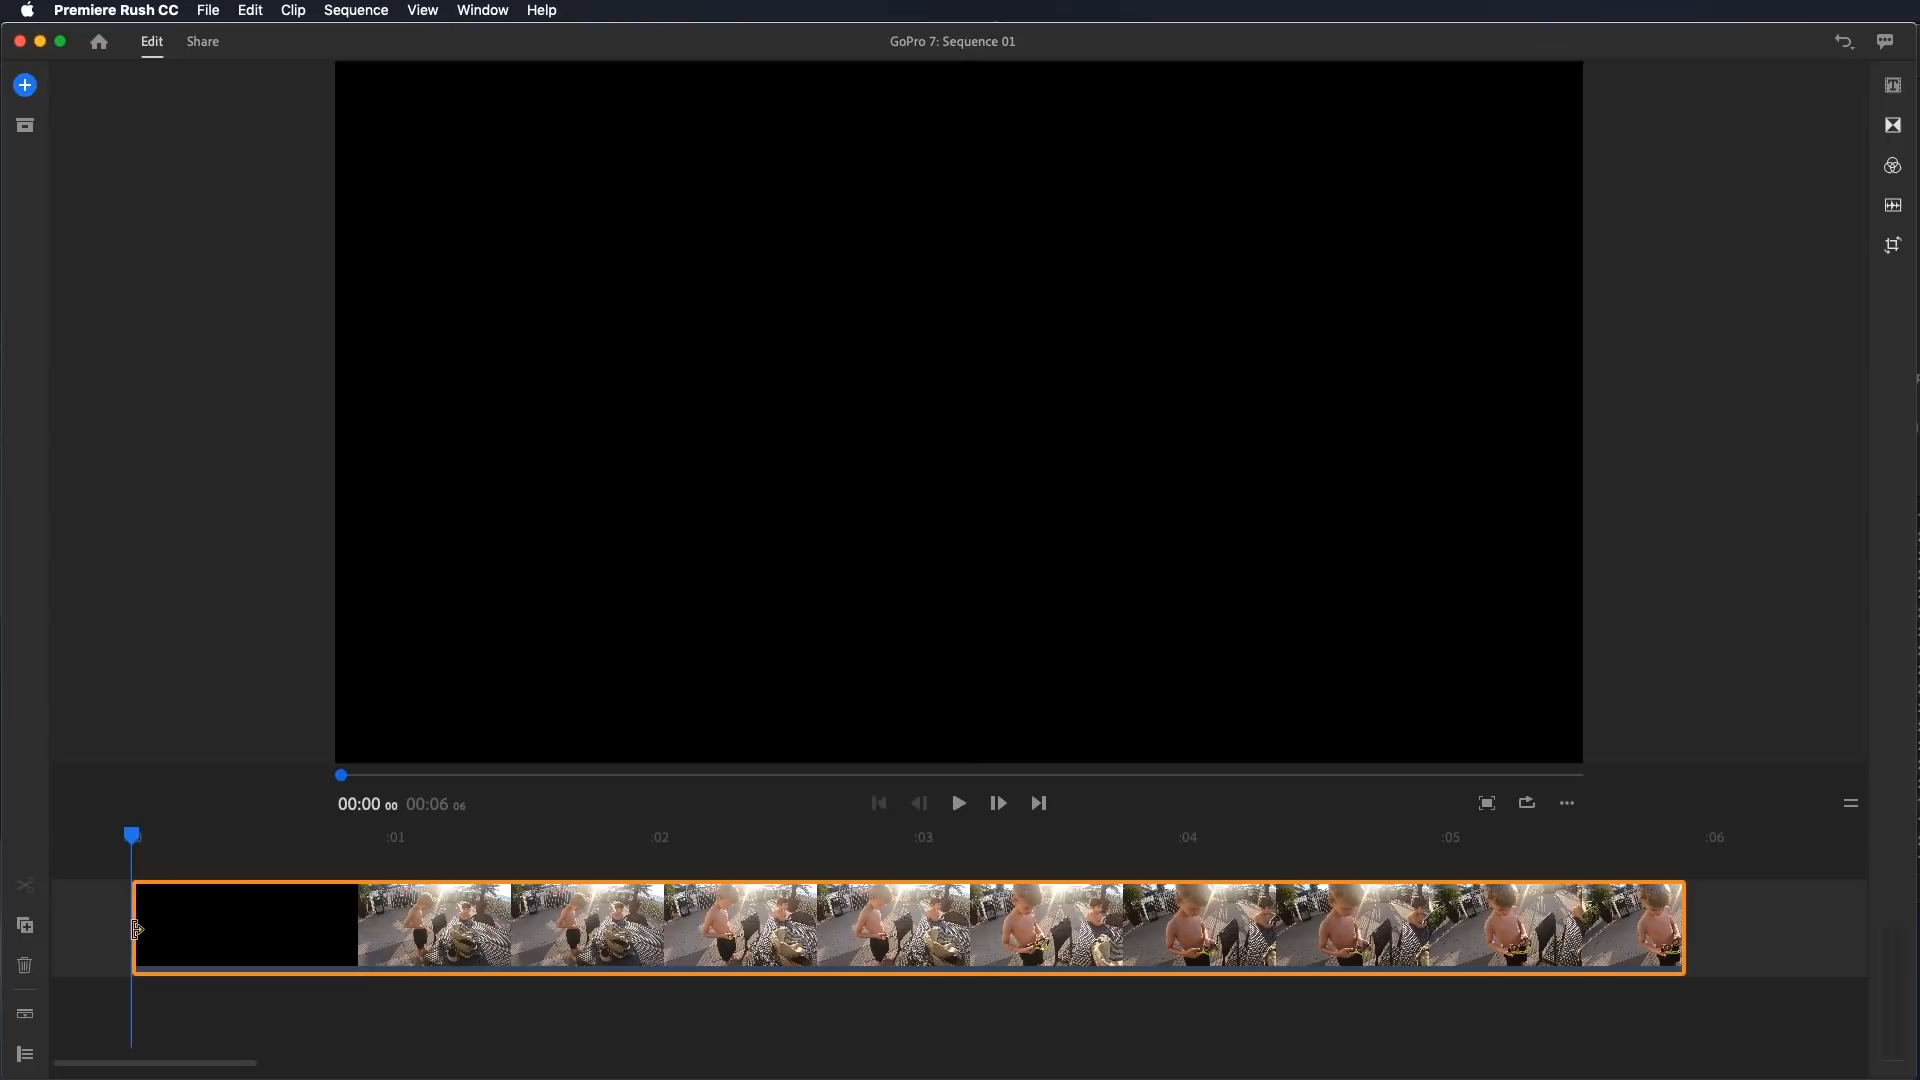 Premiere Rush CC File Edit Clip Sequence View Window Help
Edit Share GoPro 7: Sequence 01
00:00 00 00:06 06
:01 :02 :03 :04 :05 :06